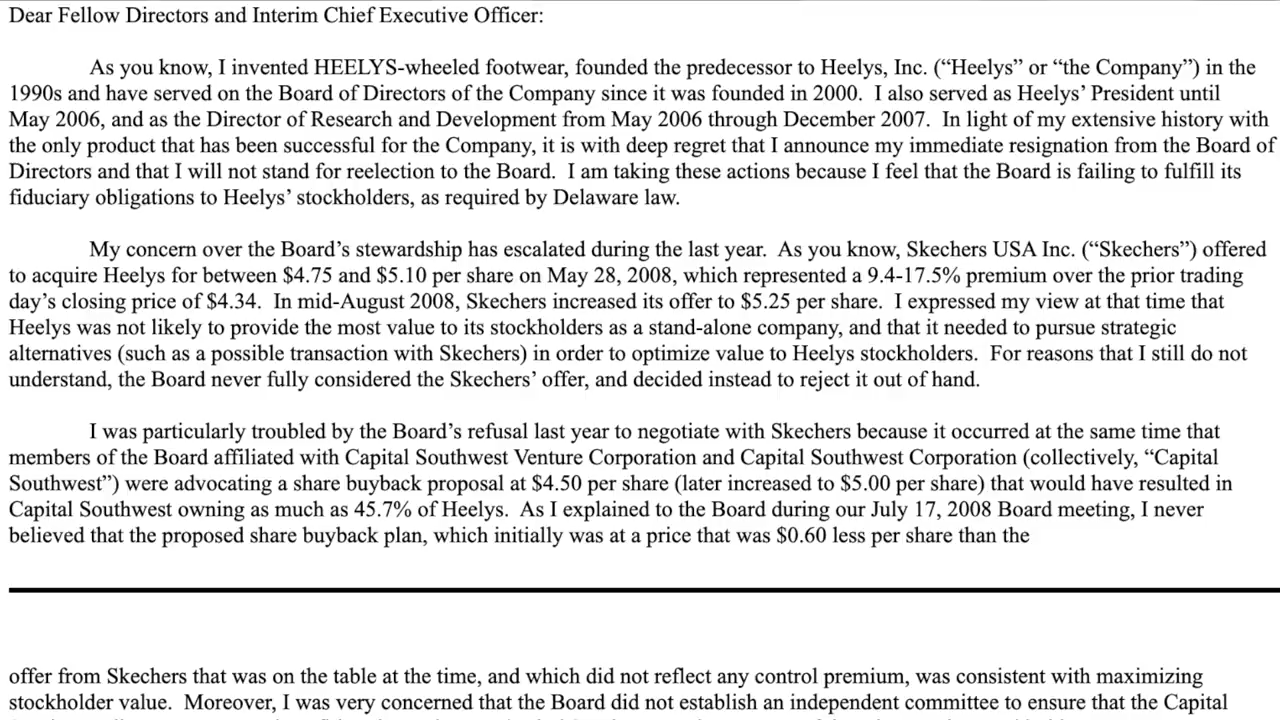 Dear Fellow Directors and Interim Chief Executive Officer:
As you know, I invented HEELYS-wheeled footwear, founded the predecessor to Heelys, Inc. (“Heelys” or “the Company”) in the
1990s and have served on the Board of Directors of the Company since it was founded in 2000. I also served as Heelys’ President until
May 2006, and as the Director of Research and Development from May 2006 through December 2007. In light of my extensive history with
the only product that has been successful for the Company, it is with deep regret that I announce my immediate resignation from the Board of
Directors and that I will not stand for reelection to the Board. I am taking these actions because I feel that the Board is failing to fulfill its
fiduciary obligations to Heelys’ stockholders, as required by Delaware law.
My concern over the Board’s stewardship has escalated during the last year. As you know, Skechers USA Inc. (“Skechers”) offered
to acquire Heelys for between $4.75 and $5.10 per share on May 28, 2008, which represented a 9.4-17.5% premium over the prior trading
day’s closing price of $4.34. In mid-August 2008, Skechers increased its offer to $5.25 per share. I expressed my view at that time that
Heelys was not likely to provide the most value to its stockholders as a stand-alone company, and that it needed to pursue strategic
alternatives (such as a possible transaction with Skechers) in order to optimize value to Heelys stockholders. For reasons that I still do not
understand, the Board never fully considered the Skechers’ offer, and decided instead to reject it out of hand.
I was particularly troubled by the Board’s refusal last year to negotiate with Skechers because it occurred at the same time that
members of the Board affiliated with Capital Southwest Venture Corporation and Capital Southwest Corporation (collectively, “Capital
Southwest”) were advocating a share buyback proposal at $4.50 per share (later increased to $5.00 per share) that would have resulted in
Capital Southwest owning as much as 45.7% of Heelys. As I explained to the Board during our July 17, 2008 Board meeting, I never
believed that the proposed share buyback plan, which initially was at a price that was $0.60 less per share than the
offer from Skechers that was on the table at the time, and which did not reflect any control premium, was consistent with maximizing
stockholder value. Moreover, I was very concerned that the Board did not establish an independent committee to ensure that the Capital